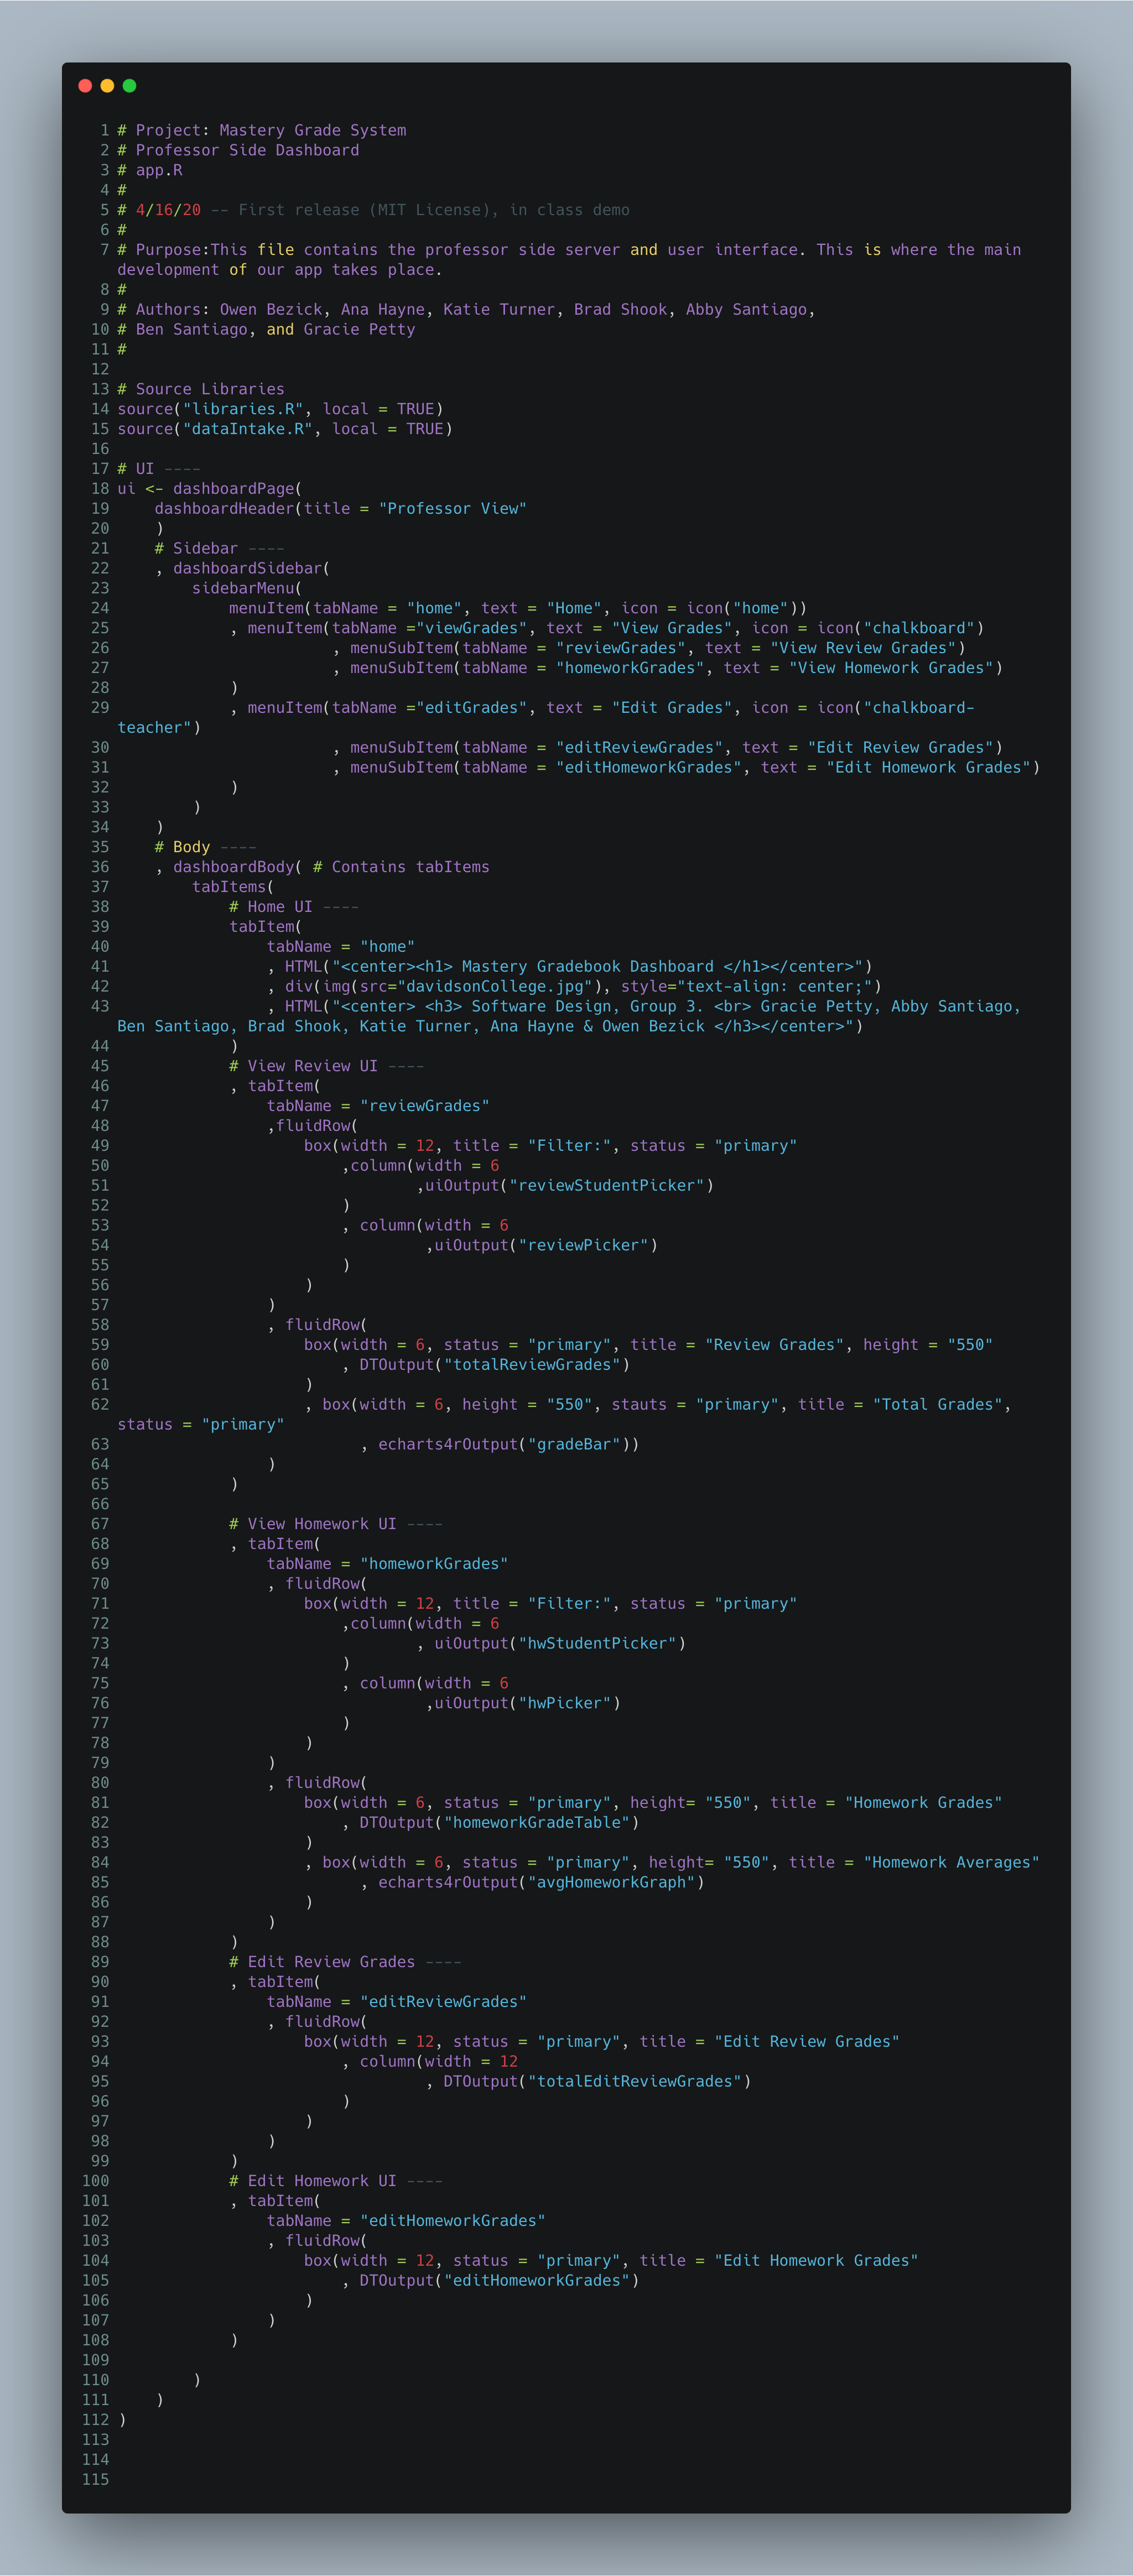 1 # Project: Mastery Grade System
2 # Professor Side Dashboard
3 # app.R
4 #
5 # 4/16/20 -- First release (MIT License), in class demo
6 #
7 # Purpose:This file contains the professor side server and user interface. This is where the main
development of our app takes place.
8 #
9 # Authors: Owen Bezick, Ana Hayne, Katie Turner, Brad Shook, Abby Santiago,
10 # Ben Santiago, and Gracie Petty
11 #
12
13 # Source Libraries
14 source("libraries.R", local = TRUE)
15 source("dataIntake.R", local = TRUE)
16
17 # UI ----
18 ui <- dashboardPage(
19     dashboardHeader(title = "Professor View"
20     )
21     # Sidebar ----
22     , dashboardSidebar(
23         sidebarMenu(
24             menuItem(tabName = "home", text = "Home", icon = icon("home"))
25             , menuItem(tabName ="viewGrades", text = "View Grades", icon = icon("chalkboard")
26                        , menuSubItem(tabName = "reviewGrades", text = "View Review Grades")
27                        , menuSubItem(tabName = "homeworkGrades", text = "View Homework Grades")
28             )
29             , menuItem(tabName ="editGrades", text = "Edit Grades", icon = icon("chalkboard-
teacher")
30                        , menuSubItem(tabName = "editReviewGrades", text = "Edit Review Grades")
31                        , menuSubItem(tabName = "editHomeworkGrades", text = "Edit Homework Grades")
32             )
33         )
34     )
35     # Body ----
36     , dashboardBody( # Contains tabItems
37         tabItems(
38             # Home UI ----
39             tabItem(
40                 tabName = "home"
41                 , HTML("<center><h1> Mastery Gradebook Dashboard </h1></center>")
42                 , div(img(src="davidsonCollege.jpg"), style="text-align: center;")
43                 , HTML("<center> <h3> Software Design, Group 3. <br> Gracie Petty, Abby Santiago,
Ben Santiago, Brad Shook, Katie Turner, Ana Hayne & Owen Bezick </h3></center>")
44             )
45             # View Review UI ----
46             , tabItem(
47                 tabName = "reviewGrades"
48                 ,fluidRow(
49                     box(width = 12, title = "Filter:", status = "primary"
50                         ,column(width = 6
51                                 ,uiOutput("reviewStudentPicker")
52                         )
53                         , column(width = 6
54                                  ,uiOutput("reviewPicker")
55                         )
56                     )
57                 )
58                 , fluidRow(
59                     box(width = 6, status = "primary", title = "Review Grades", height = "550"
60                         , DTOutput("totalReviewGrades")
61                     )
62                     , box(width = 6, height = "550", stauts = "primary", title = "Total Grades",
status = "primary"
63                           , echarts4rOutput("gradeBar"))
64                 )
65             )
66
67             # View Homework UI ----
68             , tabItem(
69                 tabName = "homeworkGrades"
70                 , fluidRow(
71                     box(width = 12, title = "Filter:", status = "primary"
72                         ,column(width = 6
73                                 , uiOutput("hwStudentPicker")
74                         )
75                         , column(width = 6
76                                  ,uiOutput("hwPicker")
77                         )
78                     )
79                 )
80                 , fluidRow(
81                     box(width = 6, status = "primary", height= "550", title = "Homework Grades"
82                         , DTOutput("homeworkGradeTable")
83                     )
84                     , box(width = 6, status = "primary", height= "550", title = "Homework Averages"
85                           , echarts4rOutput("avgHomeworkGraph")
86                     )
87                 )
88             )
89             # Edit Review Grades ----
90             , tabItem(
91                 tabName = "editReviewGrades"
92                 , fluidRow(
93                     box(width = 12, status = "primary", title = "Edit Review Grades"
94                         , column(width = 12
95                                  , DTOutput("totalEditReviewGrades")
96                         )
97                     )
98                 )
99             )
100             # Edit Homework UI ----
101             , tabItem(
102                 tabName = "editHomeworkGrades"
103                 , fluidRow(
104                     box(width = 12, status = "primary", title = "Edit Homework Grades"
105                         , DTOutput("editHomeworkGrades")
106                     )
107                 )
108             )
109
110         )
111     )
112 )
113
114
115